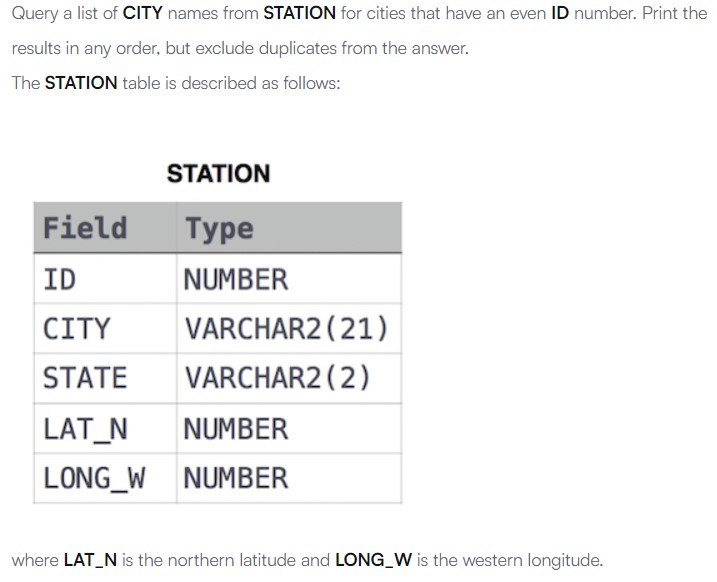 Query a list of CITY names from STATION for cities that have an even ID number. Print the
results in any order, but exclude duplicates from the answer.
The STATION table is described as follows:
STATION
Field Type
ID NUMBER
CITY VARCHAR2(21)
STATE VARCHAR2(2)
LAT_N NUMBER
LONG_W NUMBER
where LAT_N is the northern latitude and LONG_W is the western longitude.